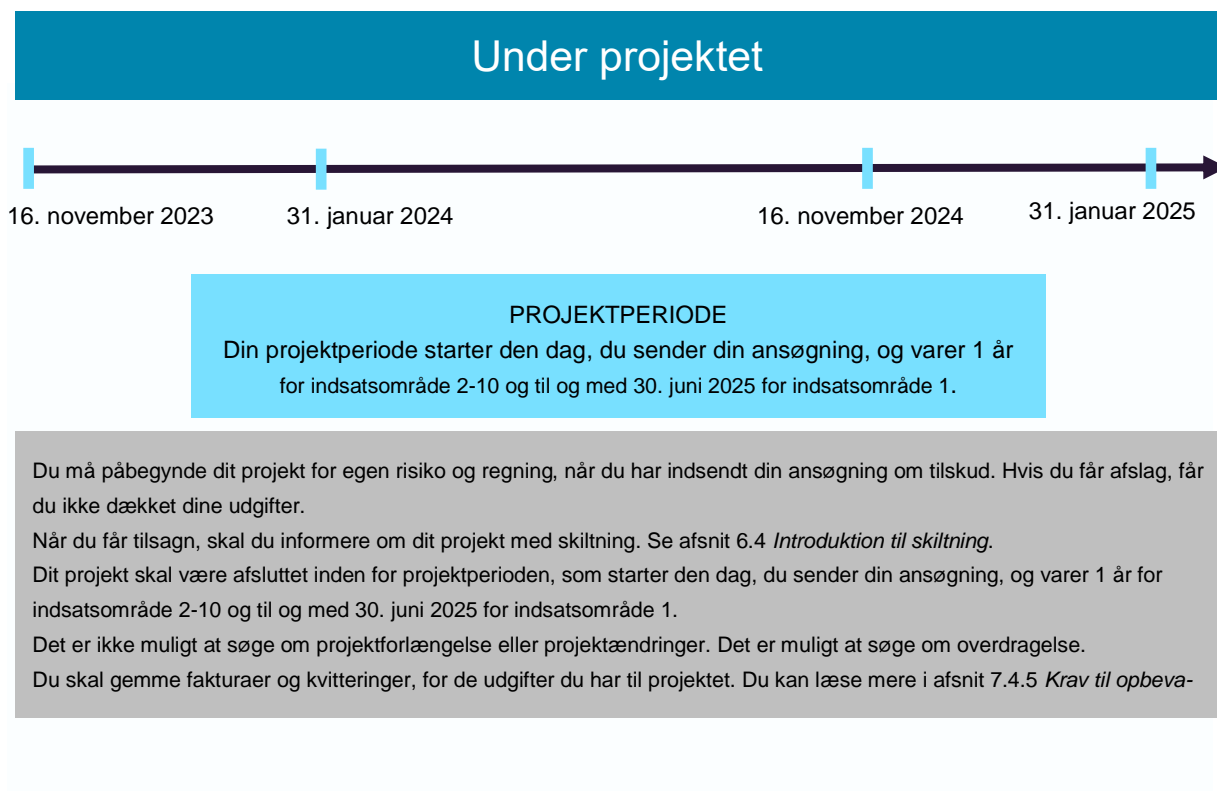 Under projektet
16. november 2023
31. januar 2024
16. november 2024
31. januar 2025
PROJEKTPERIODE
Din projektperiode starter den dag, du sender din ansøgning, og varer 1 år
for indsatsområde 2-10 og til og med 30. juni 2025 for indsatsområde 1.
Du må påbegynde dit projekt for egen risiko og regning, når du har indsendt din ansøgning om tilskud. Hvis du får afslag, får
du ikke dækket dine udgifter.
Når du får tilsagn, skal du informere om dit projekt med skiltning. Se afsnit 6.4 Introduktion til skiltning.
Dit projekt skal være afsluttet inden for projektperioden, som starter den dag, du sender din ansøgning, og varer 1 år for
indsatsområde 2-10 og til og med 30. juni 2025 for indsatsområde 1.
Det er ikke muligt at søge om projektforlængelse eller projektændringer. Det er muligt at søge om overdragelse.
Du skal gemme fakturaer og kvitteringer, for de udgifter du har til projektet. Du kan læse mere i afsnit 7.4.5 Krav til opbeva-